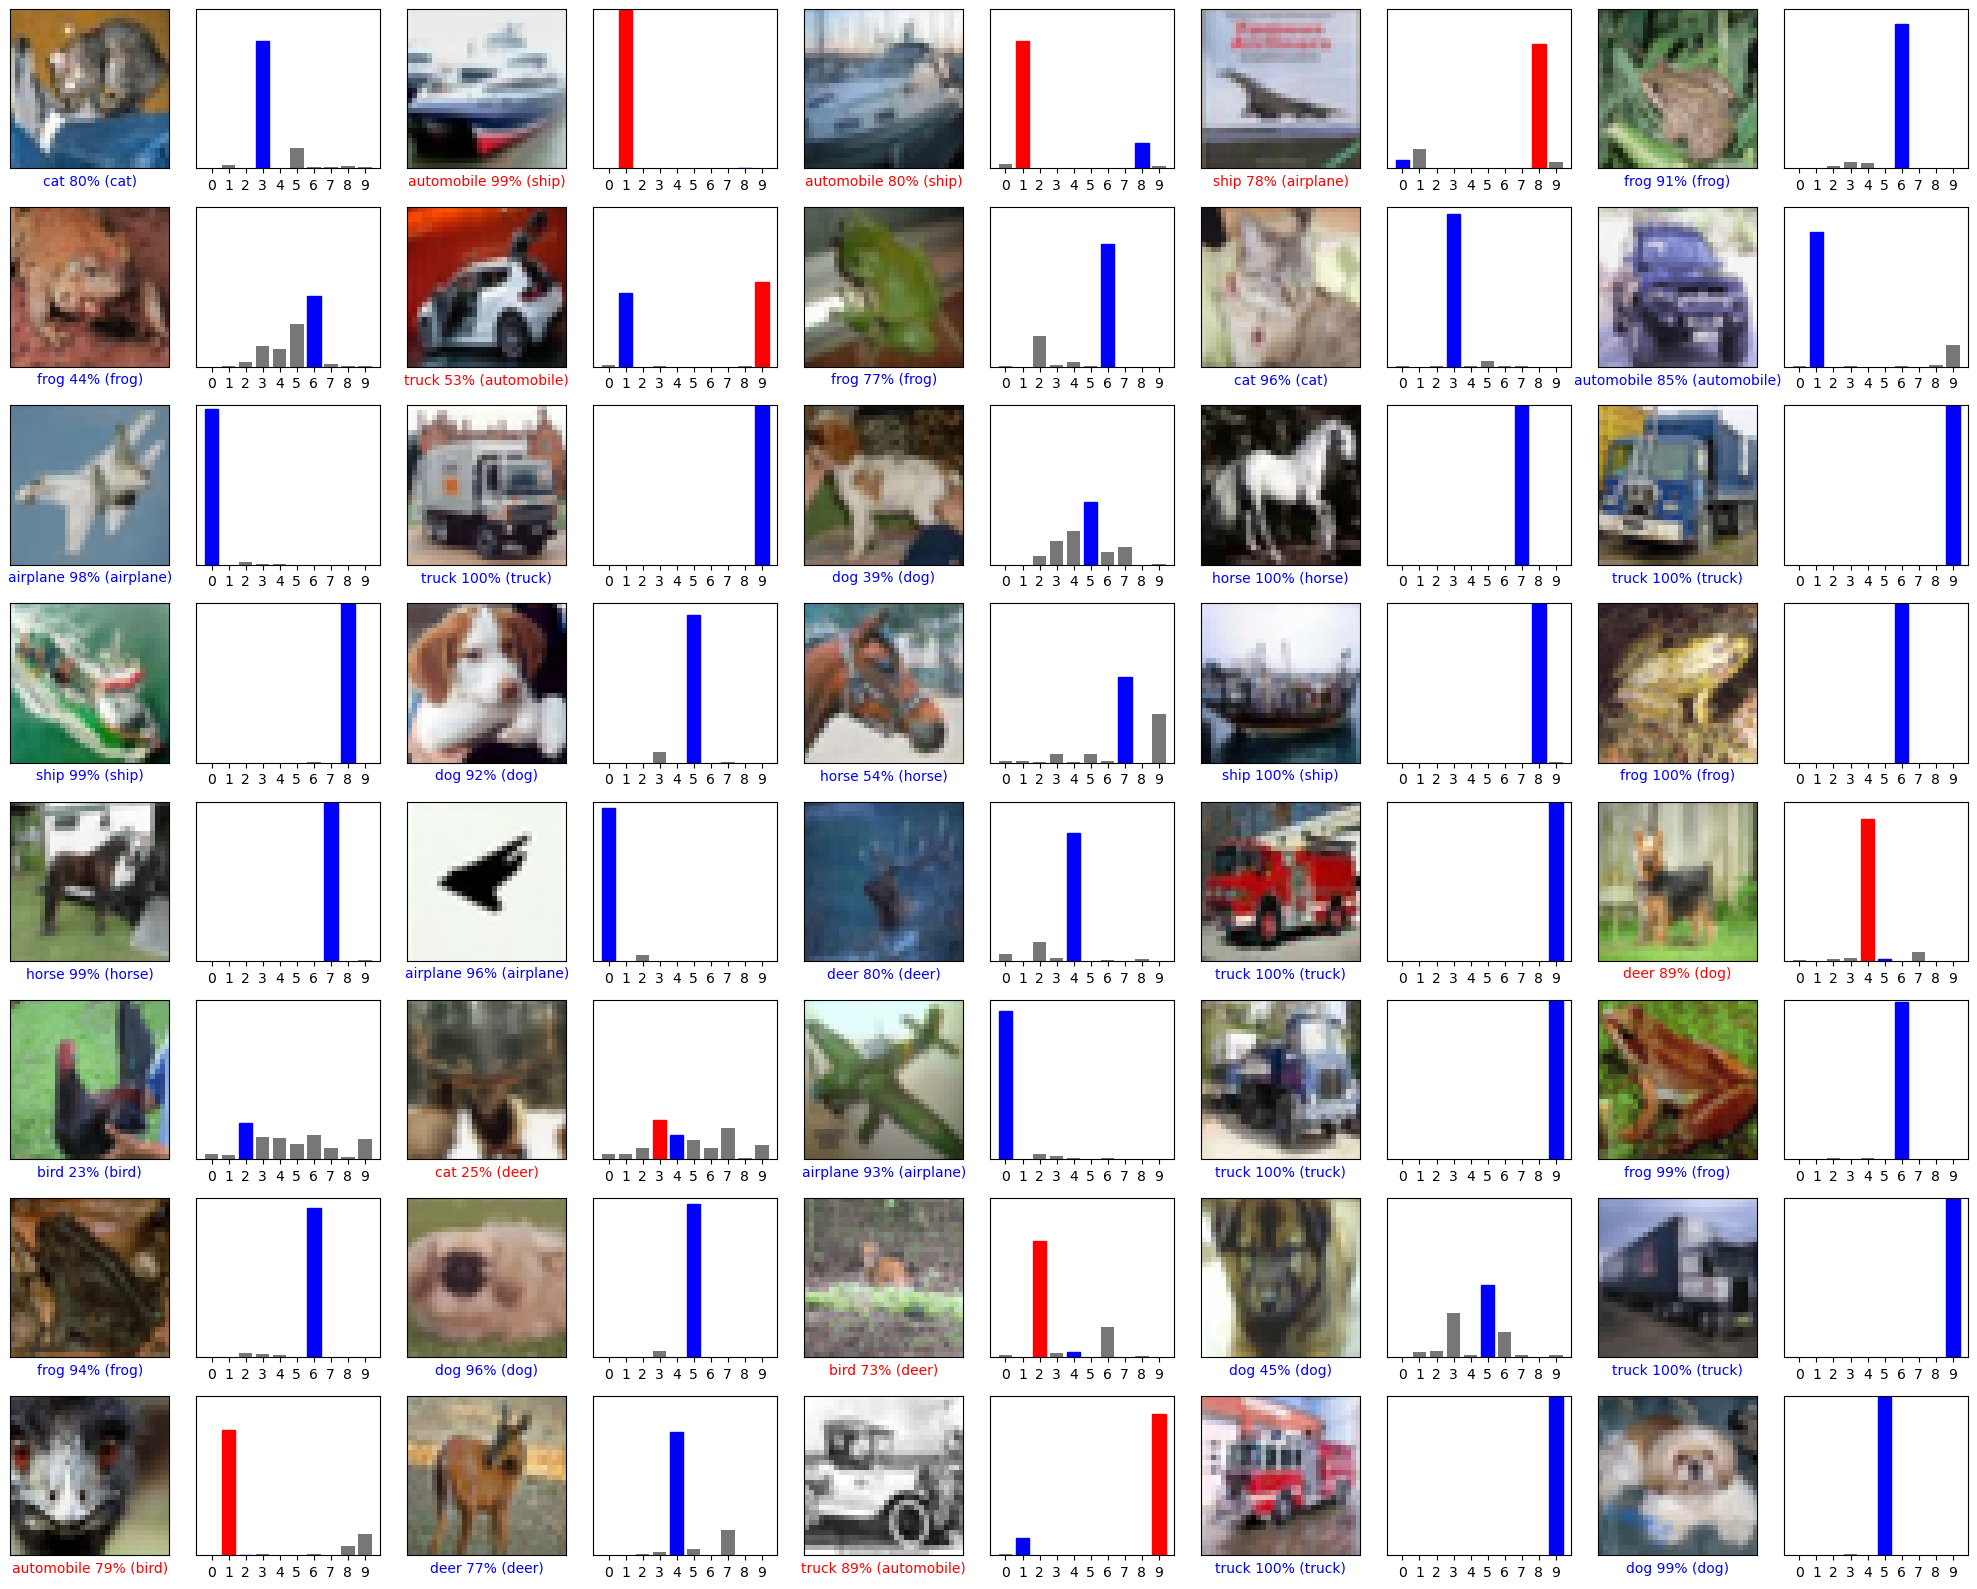 cat 80% (cat)
0 1 2 3 4 5 6 7 8 9
automobile 99% (ship)
0 1 2 3 4 5 6 7 8 9
automobile 80% (ship)
0 1 2 3 4 5 6 7 8 9
ship 78% (airplane)
0 1 2 3 4 5 6 7 8 9
frog 91% (frog)
0 1 2 3 4 5 6 7 8 9
frog 44% (frog)
0 1 2 3 4 5 6 7 8 9
truck 53% (automobile)
0 1 2 3 4 5 6 7 8 9
frog 77% (frog)
0 1 2 3 4 5 6 7 8 9
cat 96% (cat)
0 1 2 3 4 5 6 7 8 9
automobile 85% (automobile)
0 1 2 3 4 5 6 7 8 9
airplane 98% (airplane)
0 1 2 3 4 5 6 7 8 9
truck 100% (truck)
0 1 2 3 4 5 6 7 8 9
dog 39% (dog)
0 1 2 3 4 5 6 7 8 9
horse 100% (horse)
0 1 2 3 4 5 6 7 8 9
truck 100% (truck)
0 1 2 3 4 5 6 7 8 9
ship 99% (ship)
0 1 2 3 4 5 6 7 8 9
dog 92% (dog)
0 1 2 3 4 5 6 7 8 9
horse 54% (horse)
0 1 2 3 4 5 6 7 8 9
ship 100% (ship)
0 1 2 3 4 5 6 7 8 9
frog 100% (frog)
0 1 2 3 4 5 6 7 8 9
horse 99% (horse)
0 1 2 3 4 5 6 7 8 9
airplane 96% (airplane)
0 1 2 3 4 5 6 7 8 9
deer 80% (deer)
0 1 2 3 4 5 6 7 8 9
truck 100% (truck)
0 1 2 3 4 5 6 7 8 9
deer 89% (dog)
0 1 2 3 4 5 6 7 8 9
bird 23% (bird)
0 1 2 3 4 5 6 7 8 9
cat 25% (deer)
0 1 2 3 4 5 6 7 8 9
airplane 93% (airplane)
0 1 2 3 4 5 6 7 8 9
truck 100% (truck)
0 1 2 3 4 5 6 7 8 9
frog 99% (frog)
0 1 2 3 4 5 6 7 8 9
frog 94% (frog)
0 1 2 3 4 5 6 7 8 9
dog 96% (dog)
0 1 2 3 4 5 6 7 8 9
bird 73% (deer)
0 1 2 3 4 5 6 7 8 9
dog 45% (dog)
0 1 2 3 4 5 6 7 8 9
truck 100% (truck)
0 1 2 3 4 5 6 7 8 9
automobile 79% (bird)
0 1 2 3 4 5 6 7 8 9
deer 77% (deer)
0 1 2 3 4 5 6 7 8 9
truck 89% (automobile)
0 1 2 3 4 5 6 7 8 9
truck 100% (truck)
0 1 2 3 4 5 6 7 8 9
dog 99% (dog)
0 1 2 3 4 5 6 7 8 9